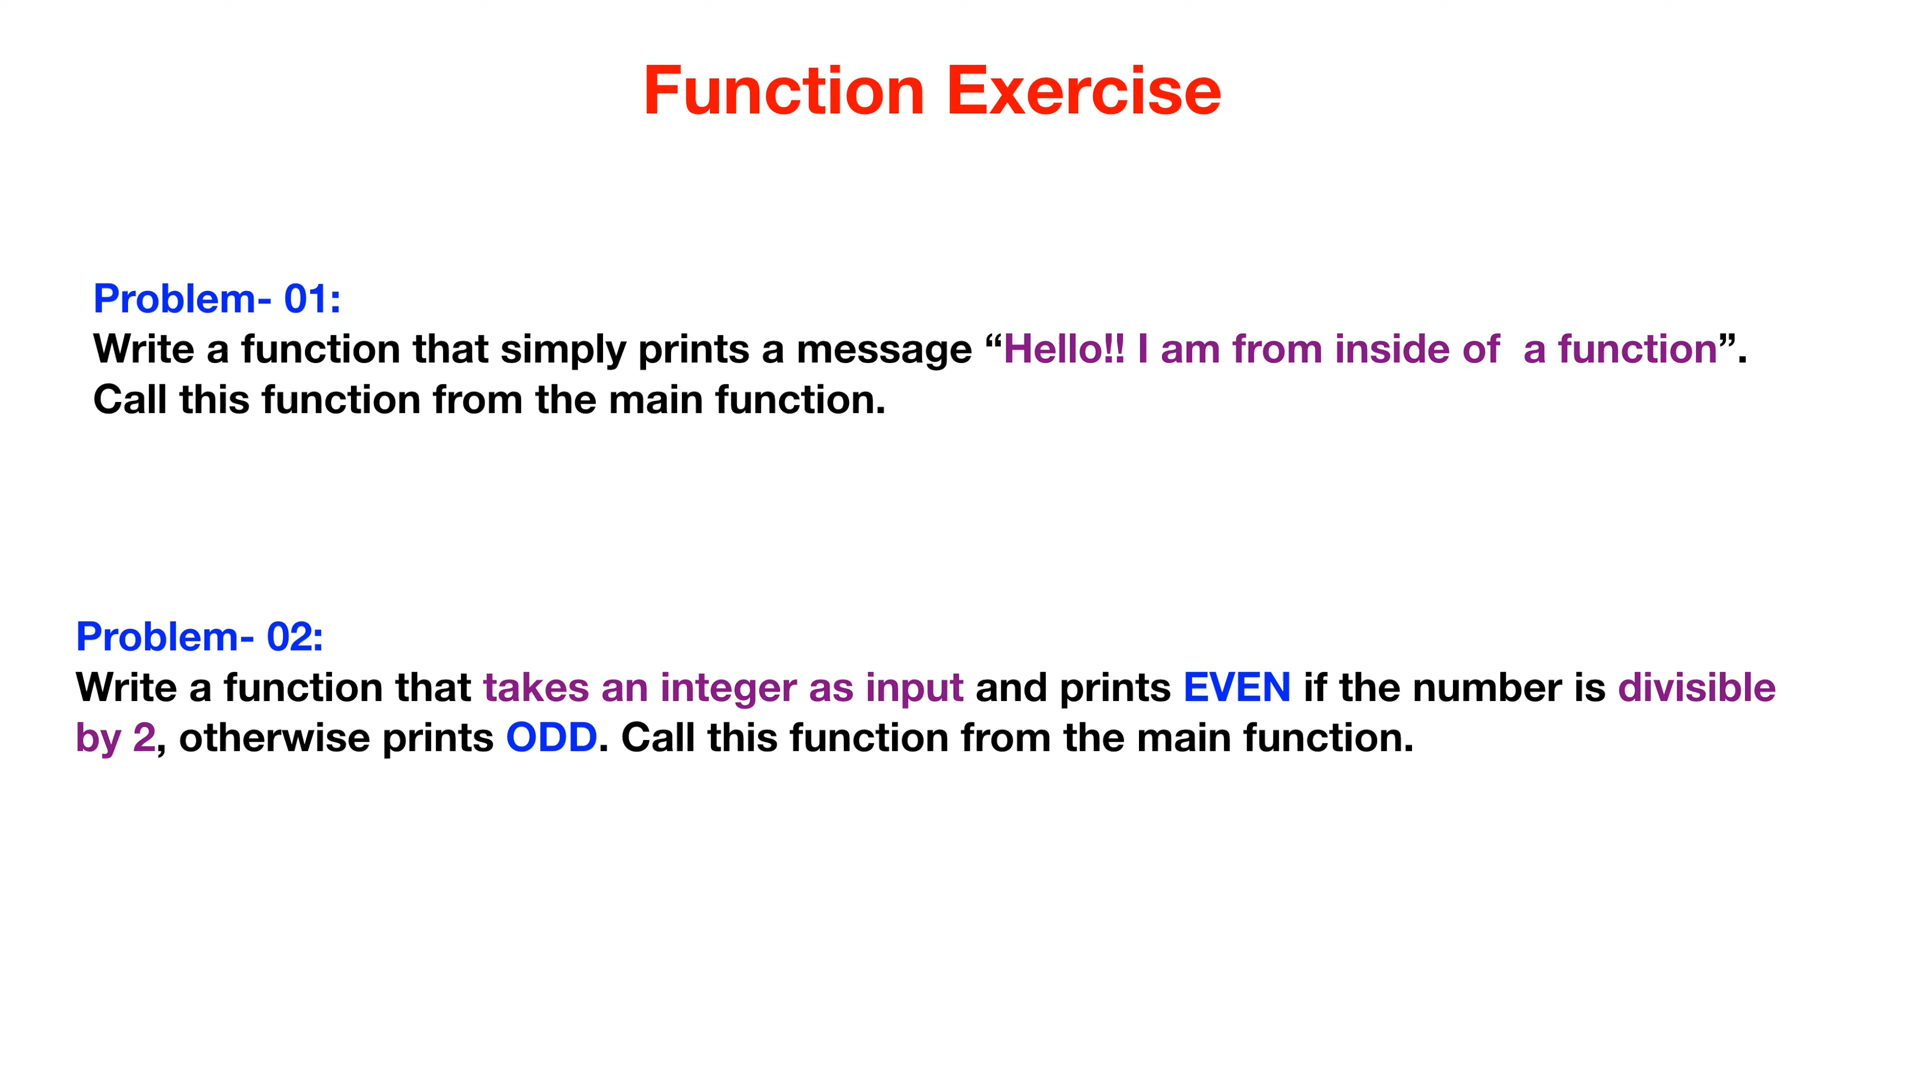 Function Exercise
Problem- 01:
Write a function that simply prints a message “Hello!! I am from inside of  a function”.
Call this function from the main function.
Problem- 02:
Write a function that takes an integer as input and prints EVEN if the number is divisible
by 2, otherwise prints ODD. Call this function from the main function.